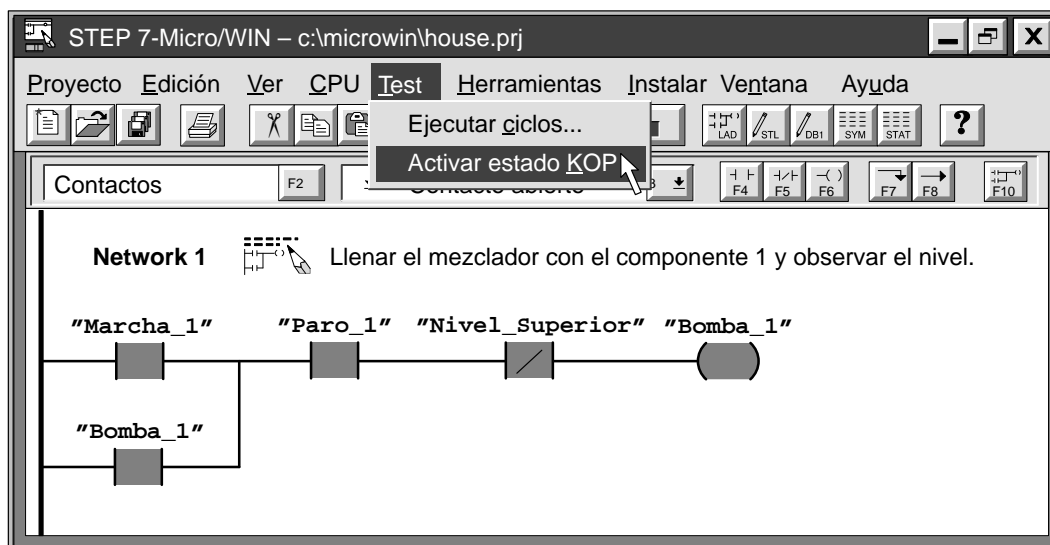 STEP 7-Micro/WIN – c:\microwin\house.prj
Proyecto Edición Ver CPU Test Herramientas Instalar Ventana Ayuda
Ejecutar ciclos...
LAD STL DB1 SYM STAT ?
Activar estado KOP
Contactos F2 F4 F5 F6 F7 F8 F10
Network 1 Llenar el mezclador con el componente 1 y observar el nivel.
"Marcha_1" "Paro_1" "Nivel_Superior" "Bomba_1"
"Bomba_1"